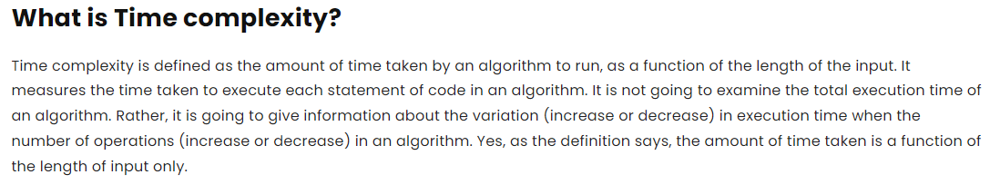 What is Time complexity?
Time complexity is defined as the amount of time taken by an algorithm to run, as a function of the length of the input. It
measures the time taken to execute each statement of code in an algorithm. It is not going to examine the total execution time of
an algorithm. Rather, it is going to give information about the variation (increase or decrease) in execution time when the
number of operations (increase or decrease) in an algorithm. Yes, as the definition says, the amount of time taken is a function of
the length of input only.